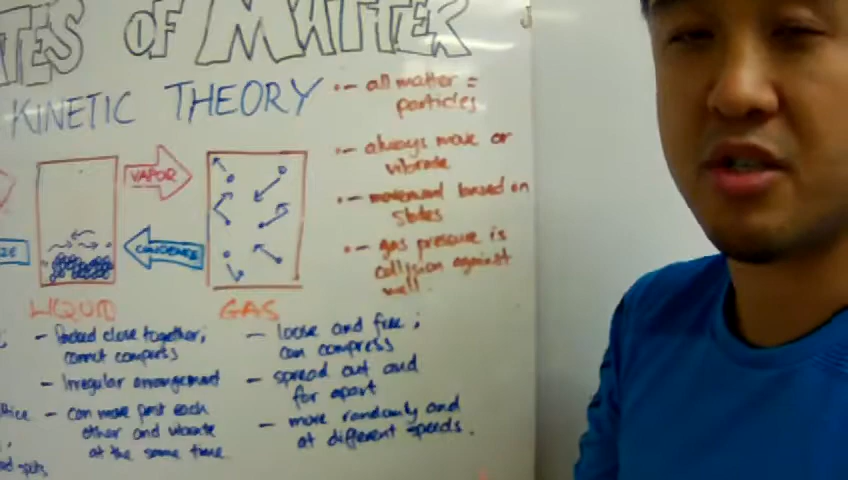 TES OF MATTER
KINETIC THEORY
- all matter =
particles
- always move or
vibrate
- movement based on
states
- gas pressure is
collision against
wall.
VAPOR
CONDENSE
ZE
LIQUID
GAS
- Packed close together;
cannot compress
- Irregular arrangement
- can move past each
other and vibrate
at the same time
- loose and free;
can compress
- spread out and
far apart
- move randomly and
at different speeds.